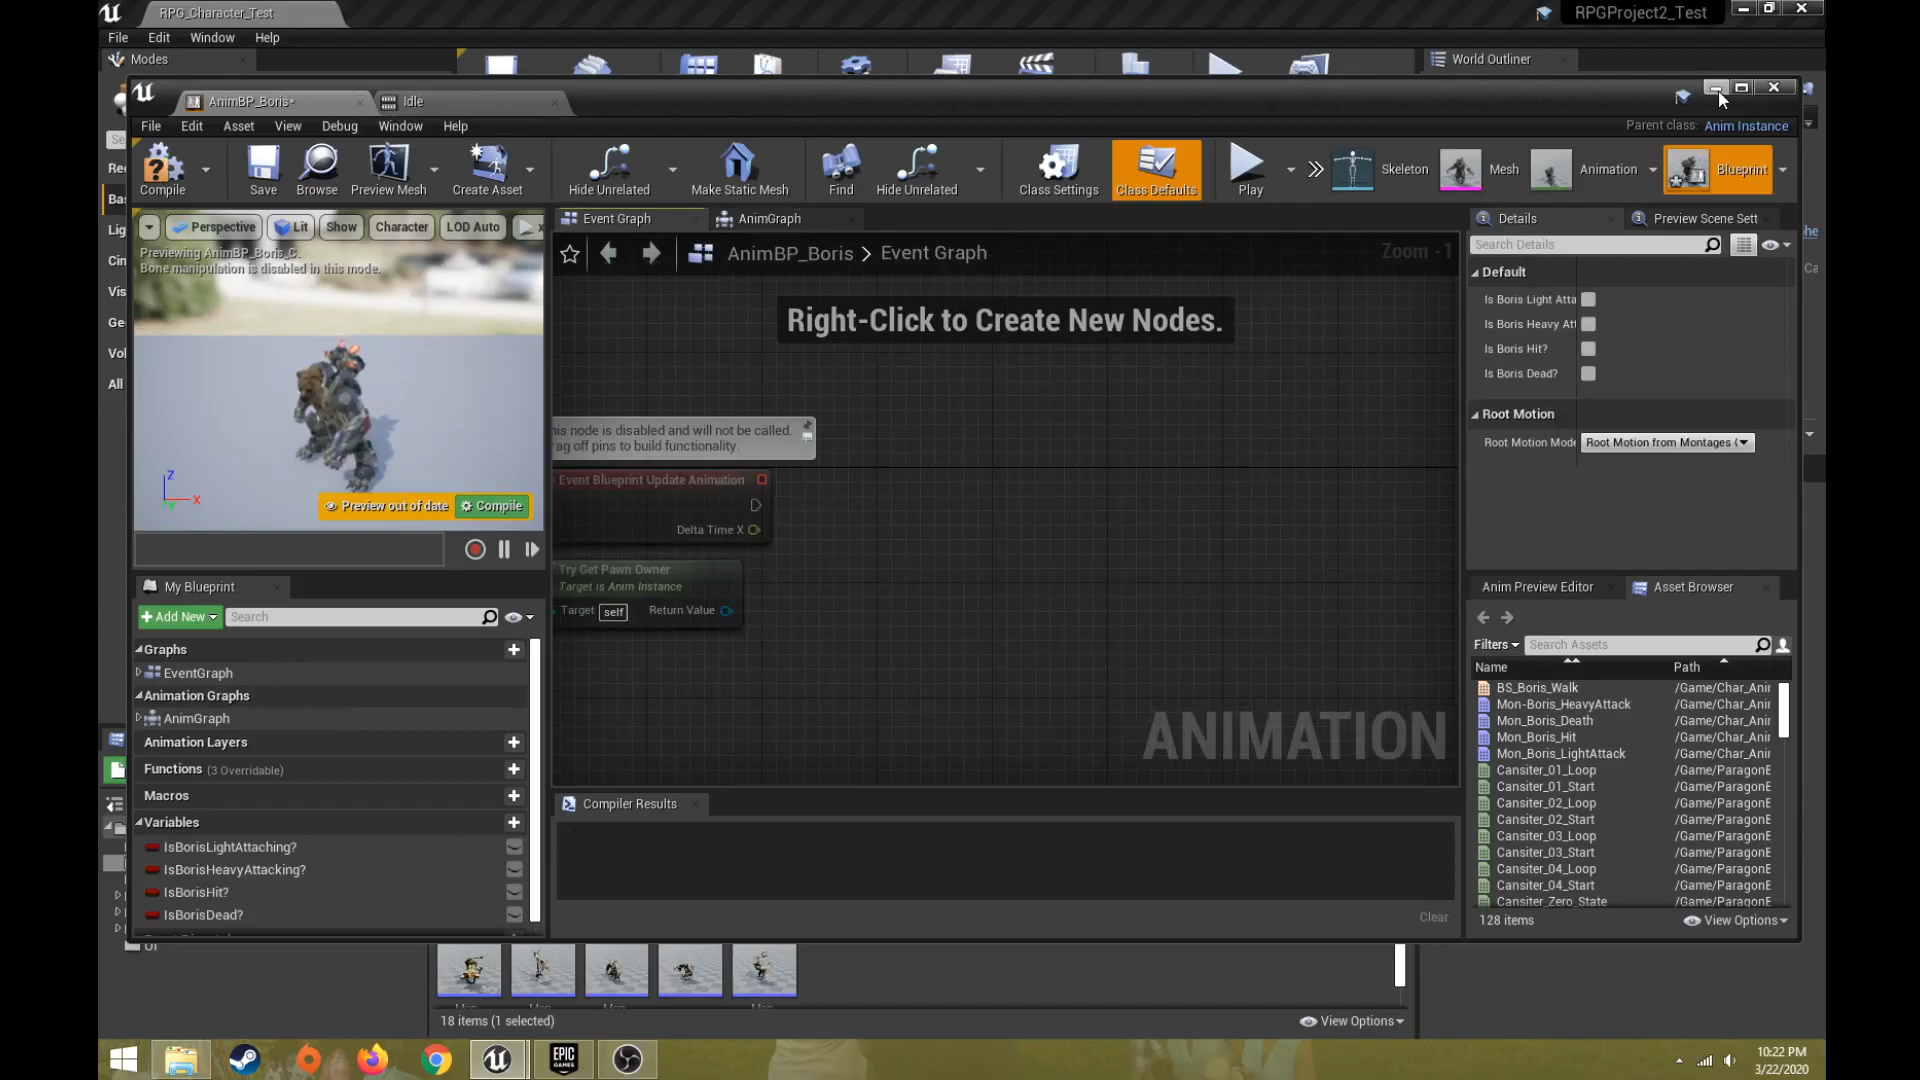 RPG_Character_Test
RPGProject2_Test
File Edit Window Help
Modes
World Outliner
AnimBP_Boris*
Idle
File Edit Asset View Debug Window Help
Parent class: Anim Instance
Compile
Save
Browse
Preview Mesh
Create Asset
Hide Unrelated
Make Static Mesh
Find
Hide Unrelated
Class Settings
Class Defaults
Play
Skeleton
Mesh
Animation
Blueprint
Event Graph
AnimGraph
Details
Preview Scene Sett
Perspective
Lit
Show
Character
LOD Auto
x
Previewing AnimBP_Boris_C.
Bone manipulation is disabled in this mode.
AnimBP_Boris > Event Graph
Zoom -1
Search Details
Default
Is Boris Light Atta
Is Boris Heavy Att
Is Boris Hit?
Is Boris Dead?
Root Motion
Root Motion Mode
Root Motion from Montages (
Right-Click to Create New Nodes.
his node is disabled and will not be called.
ag off pins to build functionality.
Event Blueprint Update Animation
Delta Time X
Try Get Pawn Owner
Target is Anim Instance
Target self
Return Value
ANIMATION
Z
X
Y
Preview out of date
Compile
My Blueprint
Add New
Search
Graphs
EventGraph
Animation Graphs
AnimGraph
Animation Layers
Functions (3 Overridable)
Macros
Variables
IsBorisLightAttaching?
IsBorisHeavyAttacking?
IsBorisHit?
IsBorisDead?
Compiler Results
Clear
Anim Preview Editor
Asset Browser
Filters
Search Assets
Name
Path
BS_Boris_Walk /Game/Char_Anir
Mon-Boris_HeavyAttack /Game/Char_Anir
Mon_Boris_Death /Game/Char_Anir
Mon_Boris_Hit /Game/Char_Anir
Mon_Boris_LightAttack /Game/Char_Anir
Cansiter_01_Loop /Game/ParagonE
Cansiter_01_Start /Game/ParagonE
Cansiter_02_Loop /Game/ParagonE
Cansiter_02_Start /Game/ParagonE
Cansiter_03_Loop /Game/ParagonE
Cansiter_03_Start /Game/ParagonE
Cansiter_04_Loop /Game/ParagonE
Cansiter_04_Start /Game/ParagonE
Cansiter_Zero_State /Game/ParagonE
128 items
View Options
18 items (1 selected)
View Options
EPIC GAMES
10:22 PM
3/22/2020